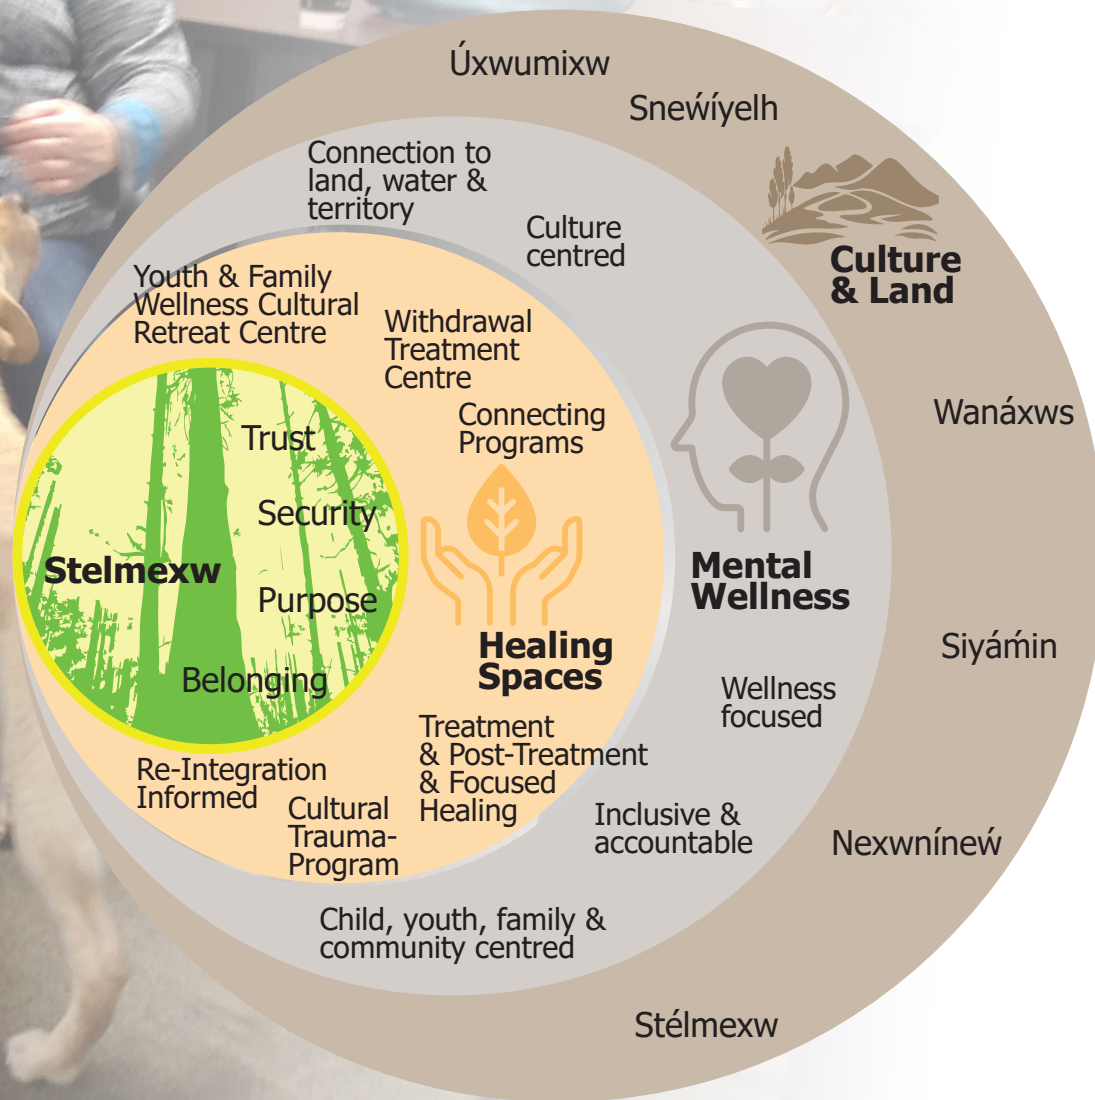 Úxwumixw
Sneẃíyelh
Connection to
land, water &
territory
Culture
centred
Culture
& Land
Youth & Family
Wellness Cultural
Retreat Centre
Withdrawal
Treatment
Centre
Connecting
Programs
Wanáxws
Trust
Security
Stelmexw
Purpose
Belonging
Healing
Spaces
Mental
Wellness
Siyáḿin
Wellness
focused
Treatment
& Post-Treatment
& Focused
Healing
Re-Integration
Informed
Cultural
Trauma-
Program
Inclusive &
accountable
Nexwníneẃ
Child, youth, family &
community centred
Stélmexw